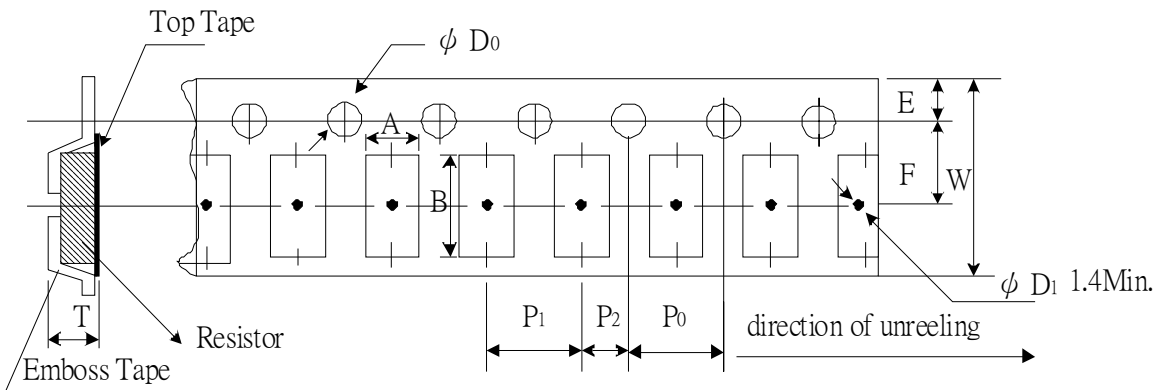 Top Tape
ψ D0
E
A
F
W
B
ψ D1 1.4Min.
T
P1
P2
P0
direction of unreeling
Resistor
Emboss Tape